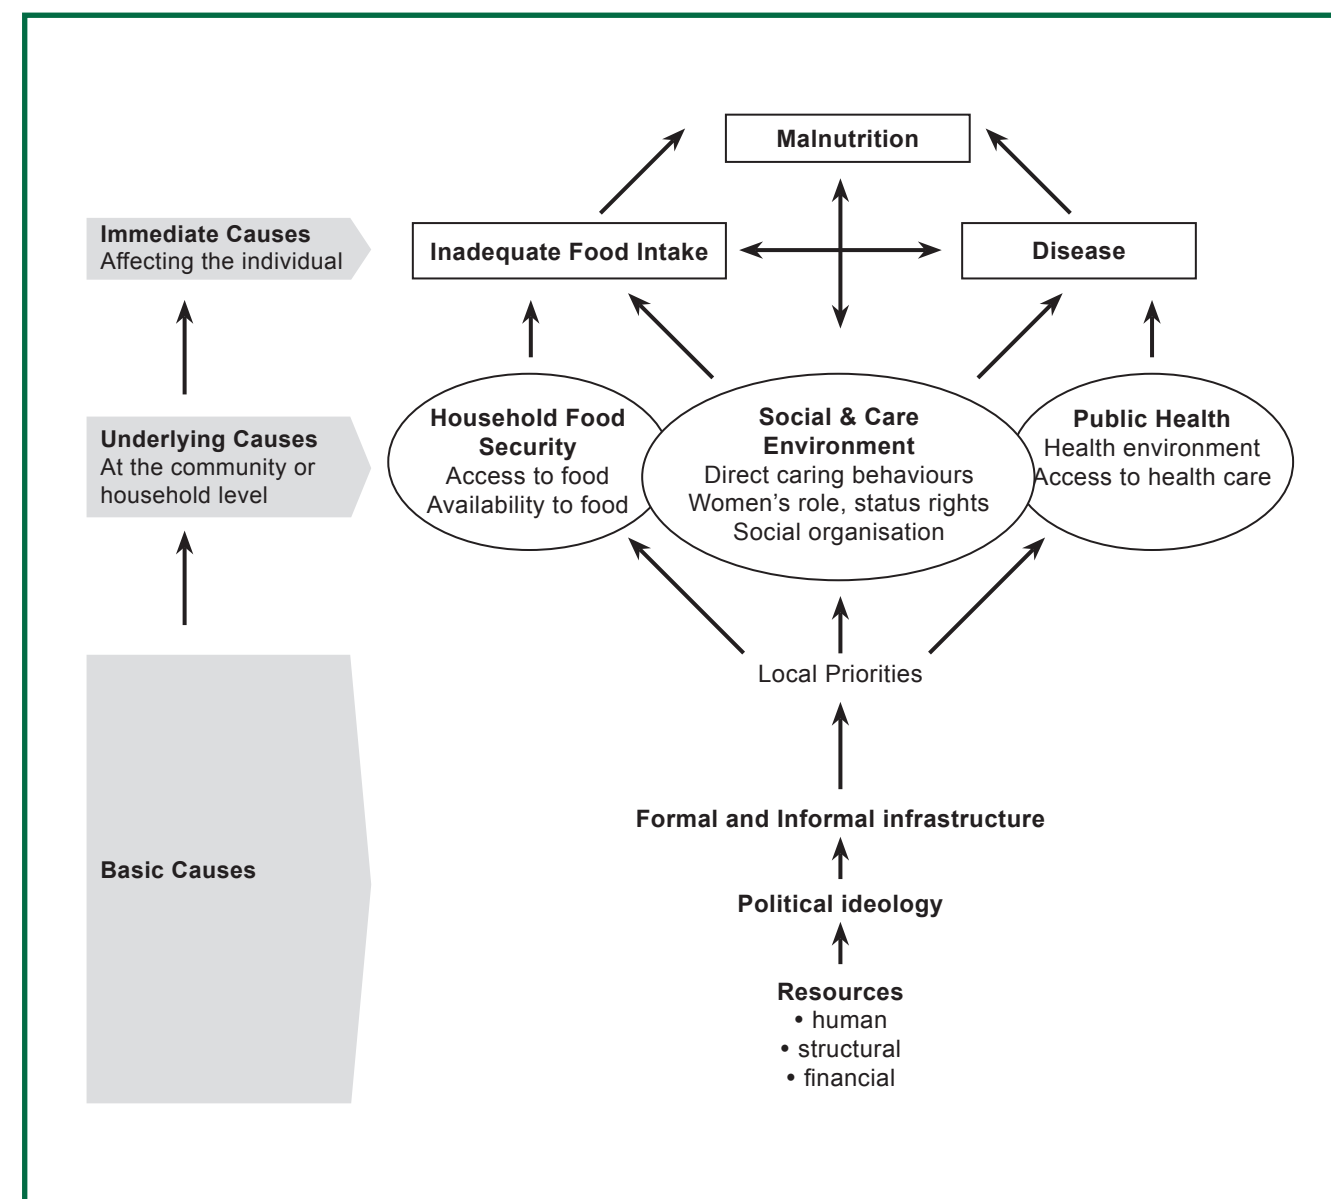 Malnutrition
Immediate Causes
Affecting the individual
Inadequate Food Intake
Disease
Underlying Causes
At the community or
household level
Household Food
Security
Access to food
Availability to food
Social & Care
Environment
Direct caring behaviours
Women’s role, status rights
Social organisation
Public Health
Health environment
Access to health care
Local Priorities
Formal and Informal infrastructure
Basic Causes
Political ideology
Resources
• human
• structural
• financial